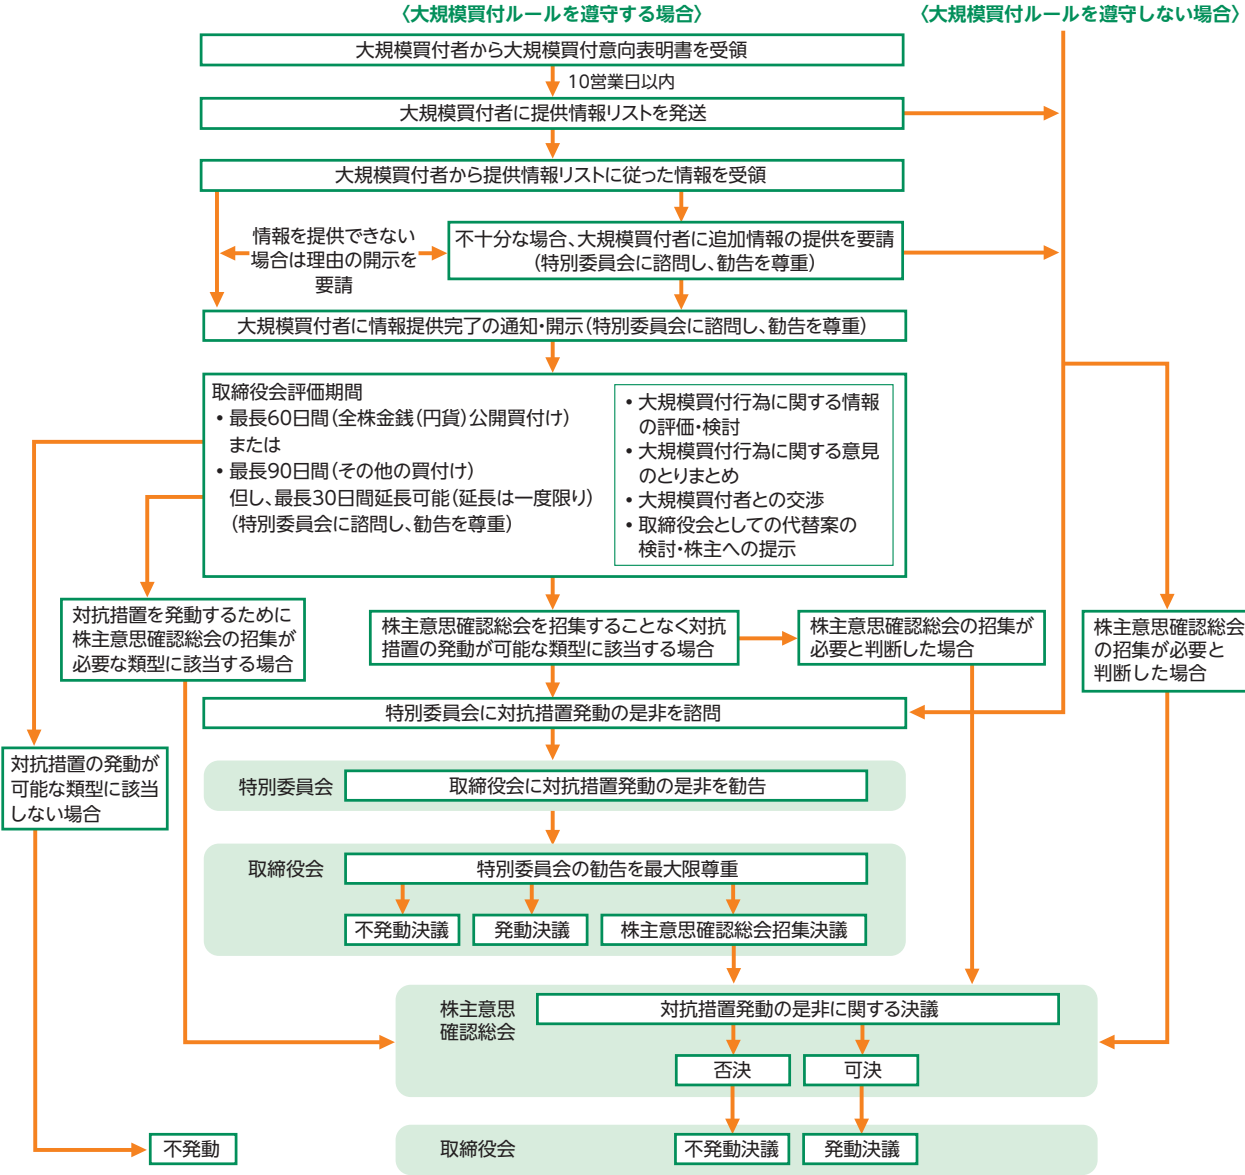 〈大規模買付ルールを遵守する場合〉
〈大規模買付ルールを遵守しない場合〉
大規模買付者から大規模買付意向表明書を受領
10営業日以内
大規模買付者に提供情報リストを発送
大規模買付者から提供情報リストに従った情報を受領
情報を提供できない
場合は理由の開示を
要請
不十分な場合、大規模買付者に追加情報の提供を要請
(特別委員会に諮問し、勧告を尊重)
大規模買付者に情報提供完了の通知・開示(特別委員会に諮問し、勧告を尊重)
取締役会評価期間
・最長60日間(全株金銭(円貨)公開買付け)
または
・最長90日間(その他の買付け)
但し、最長30日間延長可能(延長は一度限り)
(特別委員会に諮問し、勧告を尊重)
・大規模買付行為に関する情報
の評価・検討
・大規模買付行為に関する意見
のとりまとめ
・大規模買付者との交渉
・取締役会としての代替案の
検討・株主への提示
対抗措置を発動するために
株主意思確認総会の招集が
必要な類型に該当する場合
株主意思確認総会を招集することなく対抗
措置の発動が可能な類型に該当する場合
株主意思確認総会の招集が
必要と判断した場合
株主意思確認総会
の招集が必要と
判断した場合
特別委員会に対抗措置発動の是非を諮問
対抗措置の発動が
可能な類型に該当
しない場合
特別委員会
取締役会に対抗措置発動の是非を勧告
取締役会
特別委員会の勧告を最大限尊重
不発動決議
発動決議
株主意思確認総会招集決議
株主意思
確認総会
対抗措置発動の是非に関する決議
否決
可決
不発動
取締役会
不発動決議
発動決議